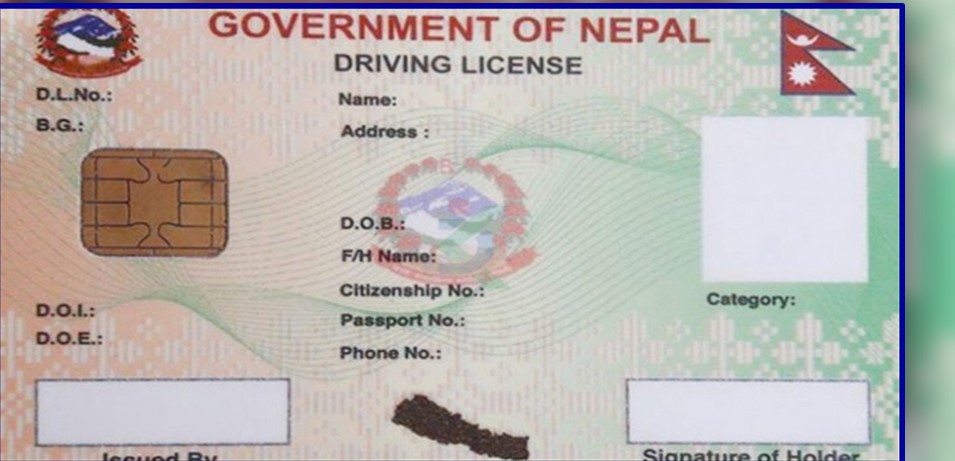 GOVERNMENT OF NEPAL
DRIVING LICENSE
D.L.No.:
B.G.:
Name:
Address :
D.O.B.:
F/H Name:
Citizenship No.:
Passport No.:
Phone No.:
D.O.I.:
D.O.E.:
Category:
Issued By
Signature of Holder